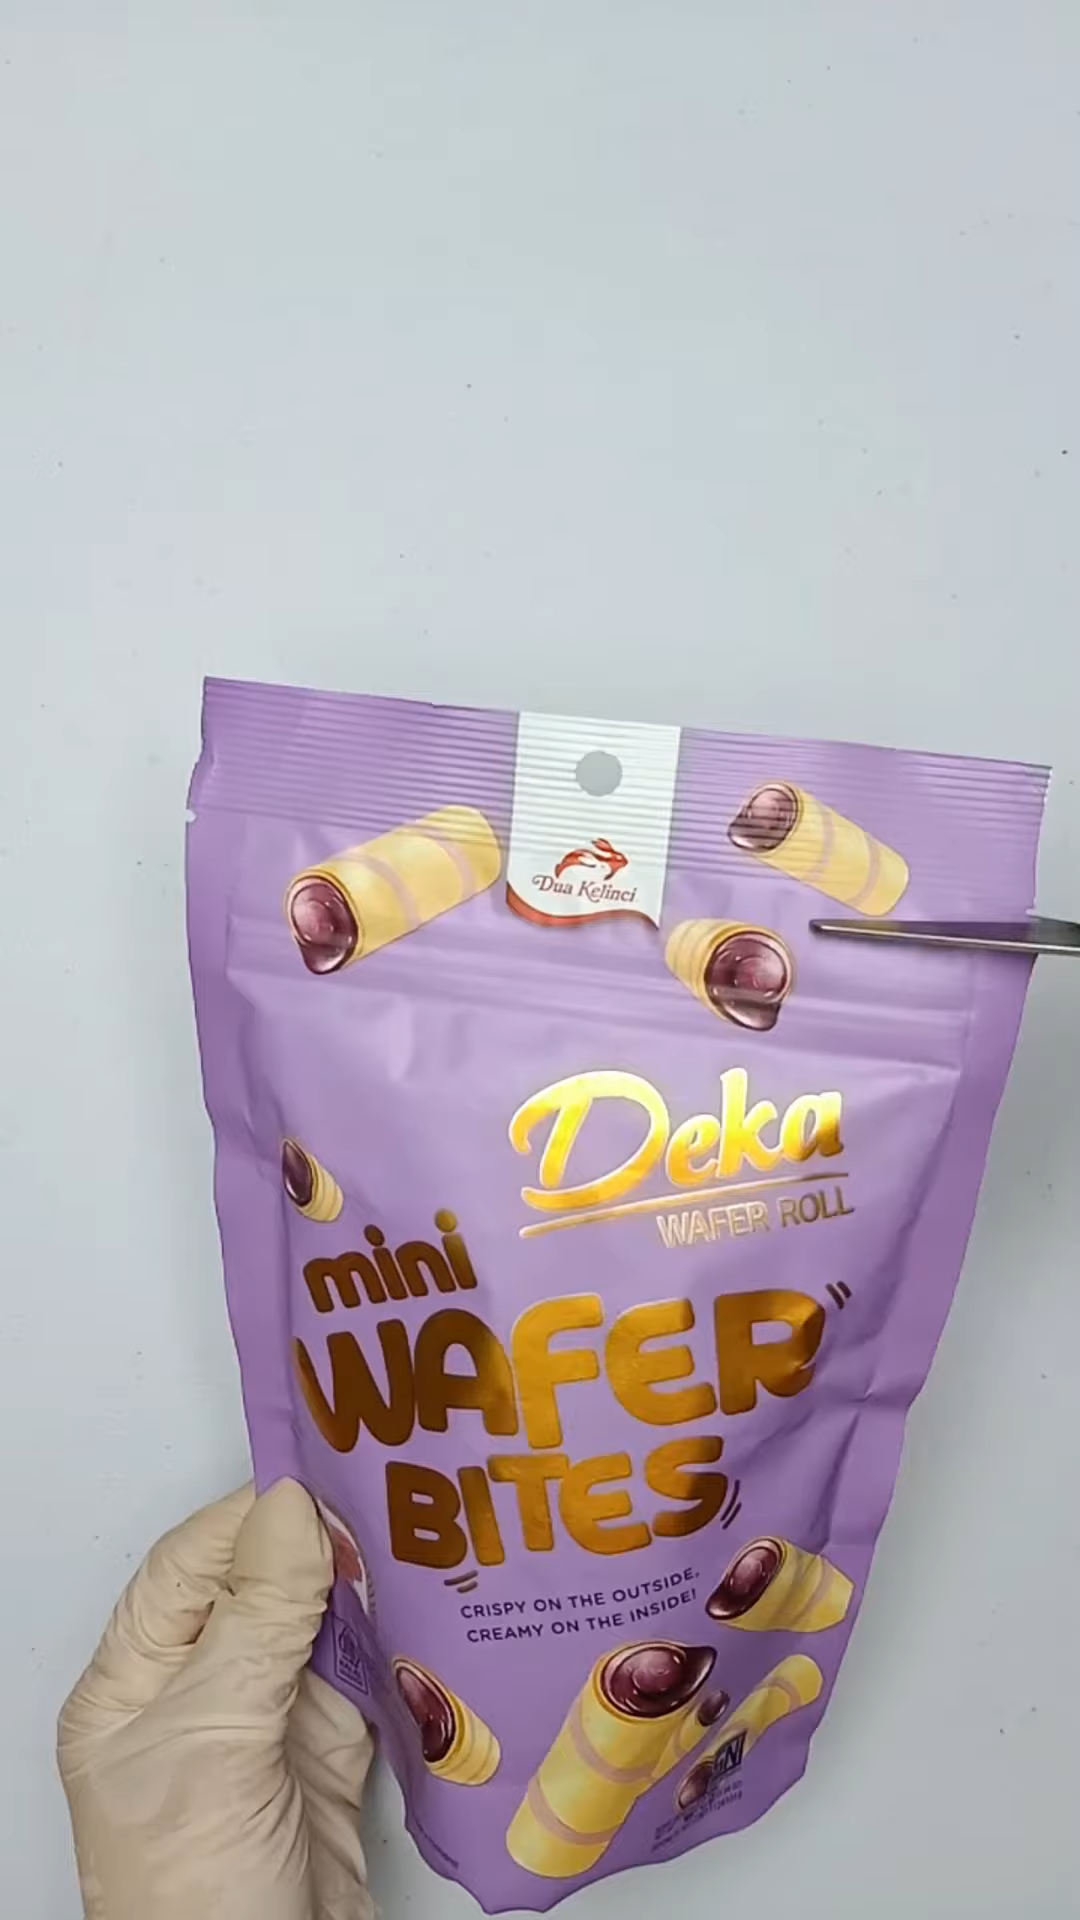 Dua Kelinci
Deka
WAFER ROLL
mini
WAFER
BITES
CRISPY ON THE OUTSIDE,
CREAMY ON THE INSIDE!